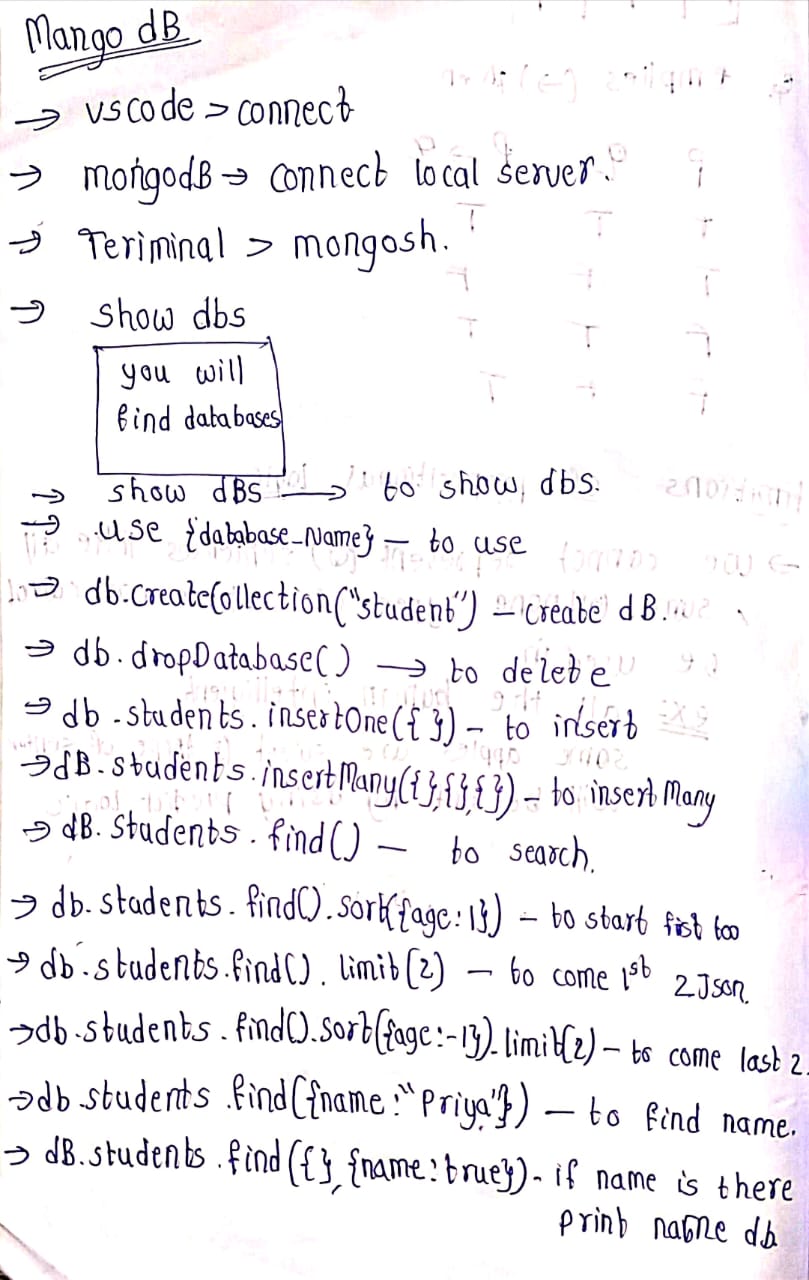 Mango dB
→ vscode > connect
→ mongodB → connect local server.
→ Teriminal > mongosh.
→ show dbs
you will
find databases
→ show dBS → to show dbs.
→ use {database_Name} – to use
→ db.createCollection("student") – create dB.
→ db.dropDatabase() → to delete
→ db.students.insertOne({ }) – to insert
→ dB.students.insertMany({},{},{}) – to insert Many
→ dB.Students.find() – to search.
→ db.students.find().sort({age:1}) – to start fist too
→ db.students.find().limit(2) – to come 1st 2 Json.
→ db.students.find().sort({age:-1}).limit(2) – to come last 2.
→ db.students.find({name:"Priya"}) – to find name.
→ dB.students.find({},{name:true}) - if name is there
print name db